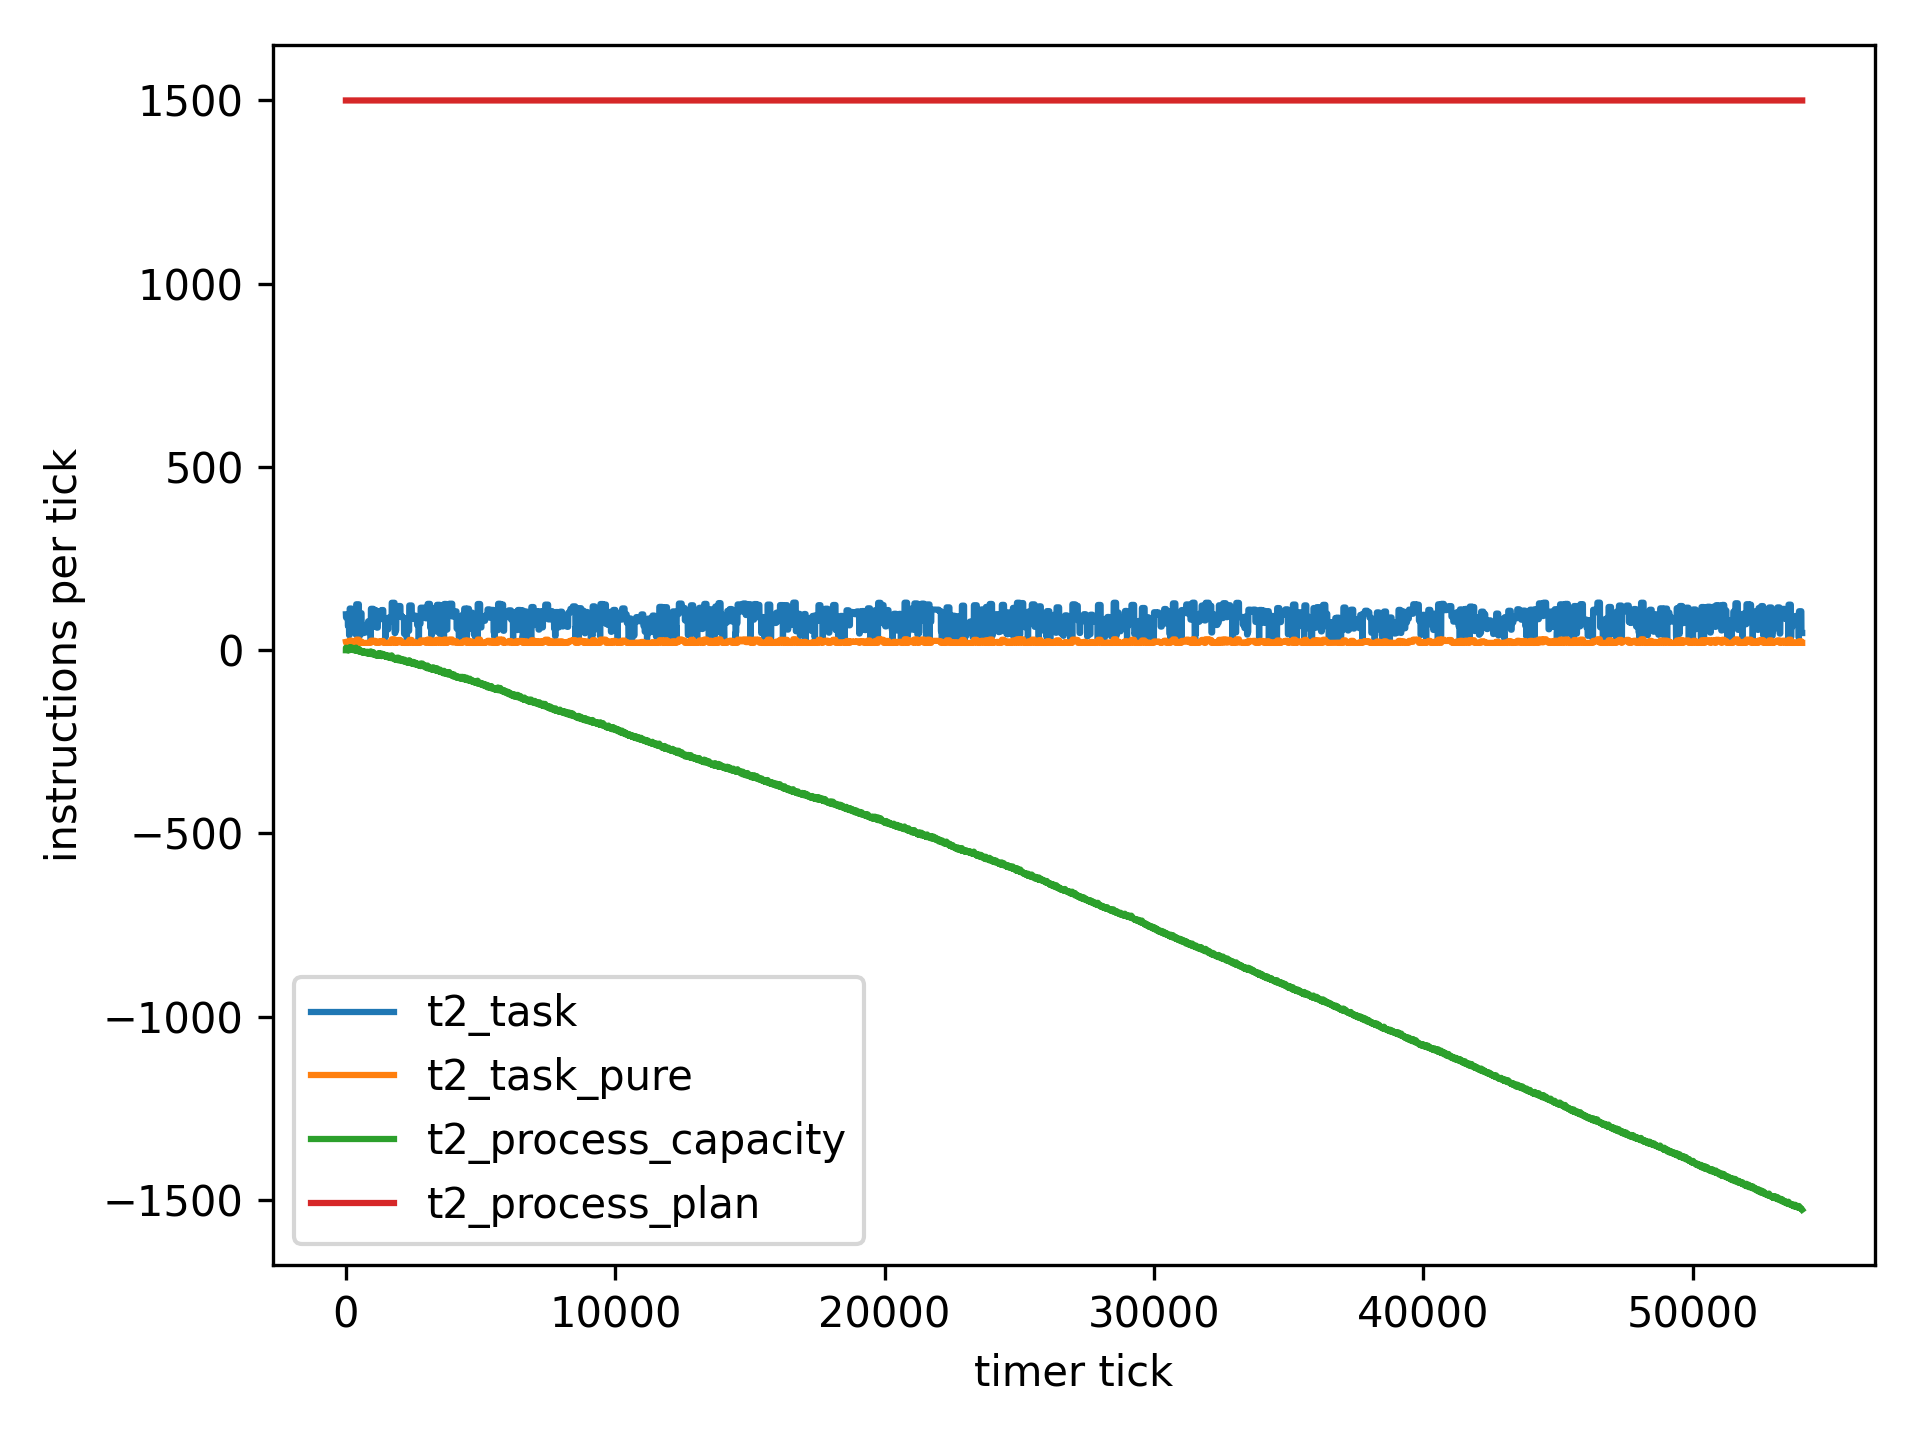 1500
1000
500
0
−500
−1000
−1500
instructions per tick
t2_task
t2_task_pure
t2_process_capacity
t2_process_plan
0 10000 20000 30000 40000 50000
timer tick